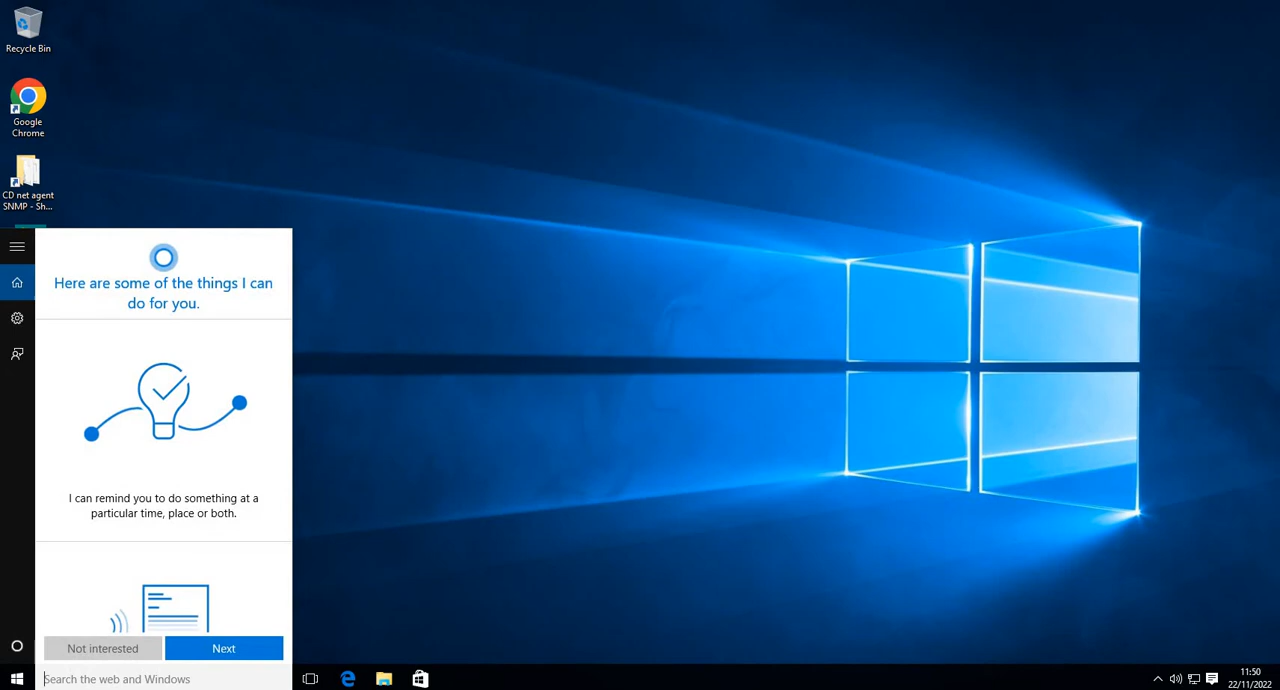 Recycle Bin
Google
Chrome
CD net agent
SNMP - Sh...
Here are some of the things I can
do for you.
I can remind you to do something at a
particular time, place or both.
Not interested
Next
Search the web and Windows
11:50
22/11/2022